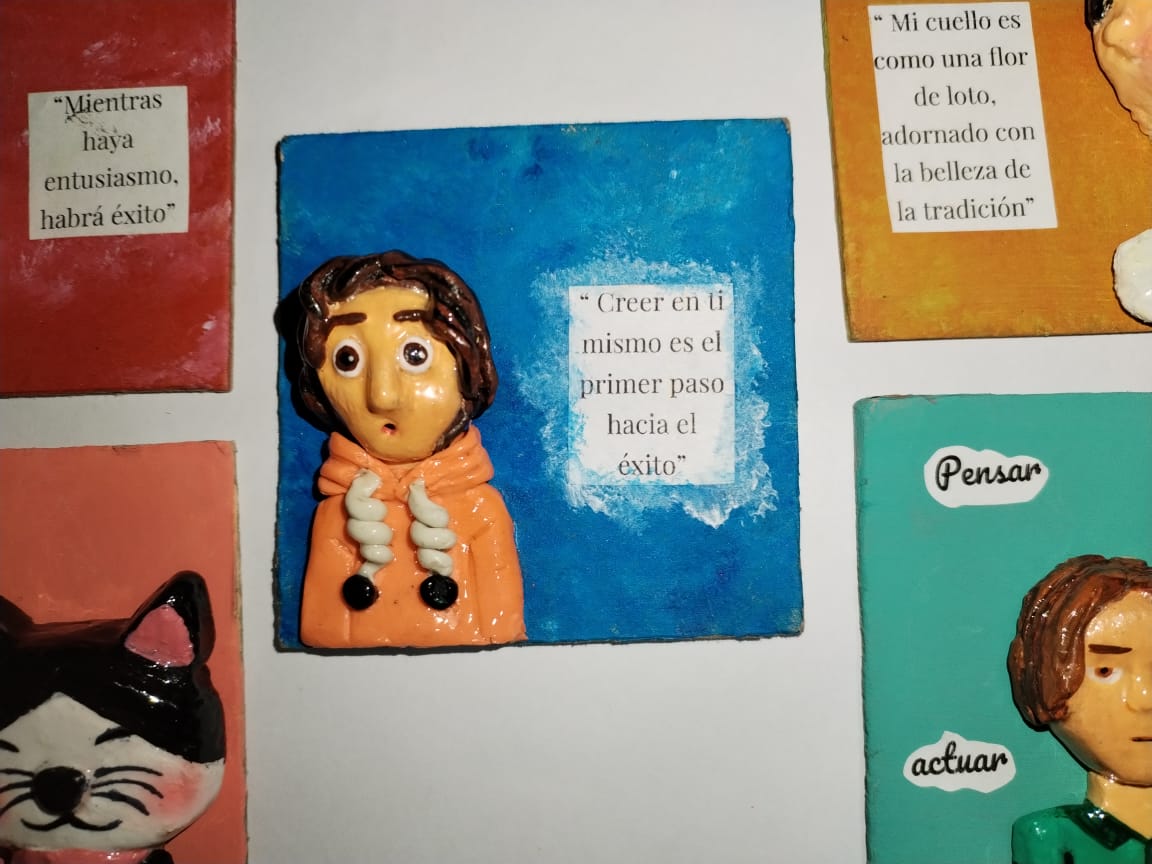 “Mientras
haya
entusiasmo,
habrá éxito”
“ Creer en ti
mismo es el
primer paso
hacia el
éxito”
“ Mi cuello es
como una flor
de loto,
adornado con
la belleza de
la tradición”
Pensar
actuar